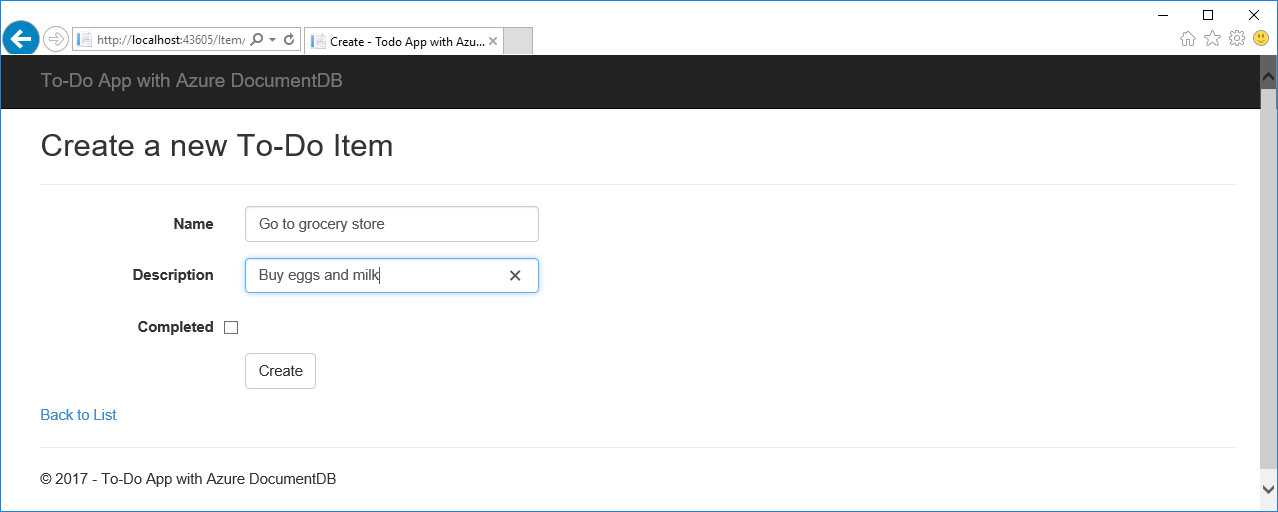 http://localhost:43605/Item/
Create - Todo App with Azu...
To-Do App with Azure DocumentDB
Create a new To-Do Item
Name Go to grocery store
Description Buy eggs and milk
Completed
Create
Back to List
© 2017 - To-Do App with Azure DocumentDB